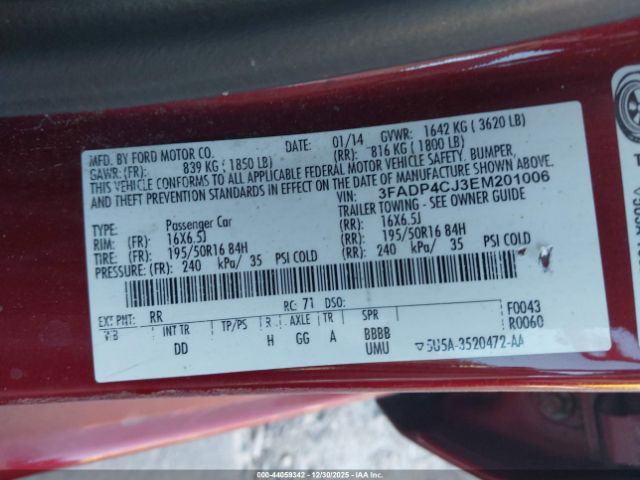 MFD. BY FORD MOTOR CO.
DATE: 01/14 GVWR: 1642 KG ( 3620 LB)
GAWR: (FR): 839 KG ( 1850 LB) (RR): 816 KG ( 1800 LB)
THIS VEHICLE CONFORMS TO ALL APPLICABLE FEDERAL MOTOR VEHICLE SAFETY, BUMPER,
AND THEFT PREVENTION STANDARDS IN EFFECT ON THE DATE OF MANUFACTURE SHOWN ABOVE.
VIN: 3FADP4CJ3EM201006
TYPE: Passenger Car TRAILER TOWING - SEE OWNER GUIDE
RIM: (FR): 16X6.5J (RR): 16X6.5J
TIRE: (FR): 195/50R16 84H (RR): 195/50R16 84H
PRESSURE: (FR): 240 kPa/ 35 PSI COLD (RR): 240 kPa/ 35 PSI COLD
EXT PNT: RR RC: 71 DSO: F0043
WB INT TR TP/PS R AXLE TR SPR R0060
DD H GG A BBBB
UMU ▽5U5A-3520472-AA
000-44059342 - 12/30/2025 - IAAI.com